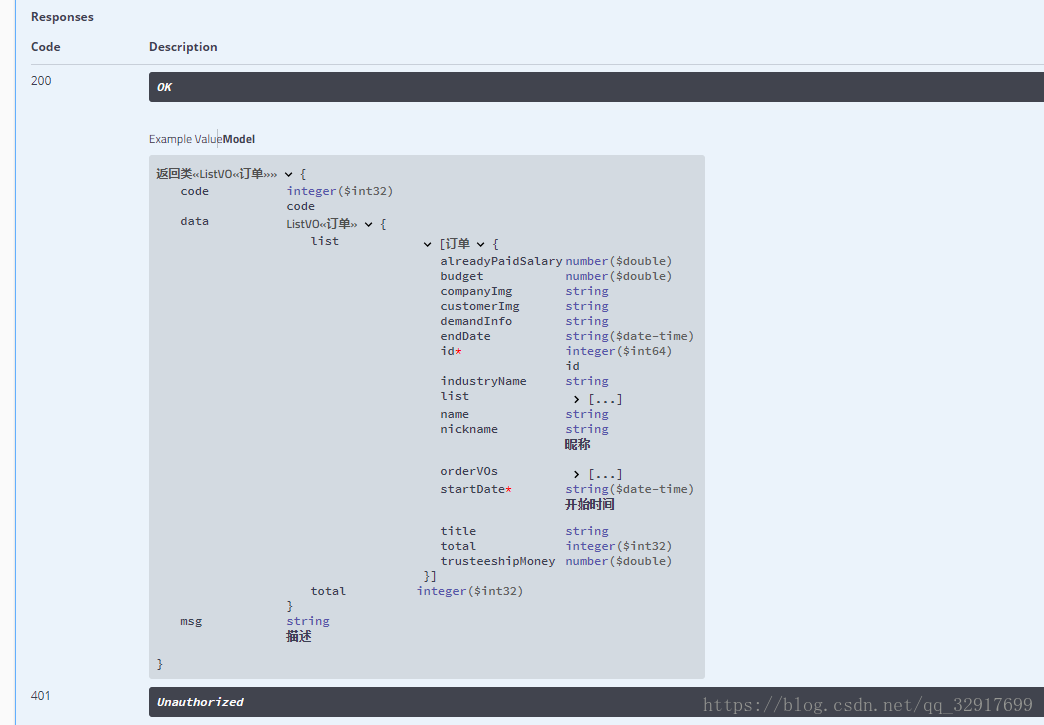 Responses
Code Description
200 OK
Example Value Model
返回类«ListVO«订单»» {
code integer($int32)
code
data ListVO«订单» {
list [订单 {
alreadyPaidSalary number($double)
budget number($double)
companyImg string
customerImg string
demandInfo string
endDate string($date-time)
id* integer($int64)
id
industryName string
list [...]
name string
nickname string
昵称
orderVOs [...]
startDate* string($date-time)
开始时间
title string
total integer($int32)
trusteeshipMoney number($double)
}]
total integer($int32)
}
msg string
描述
}
401 Unauthorized
https://blog.csdn.net/qq_32917699